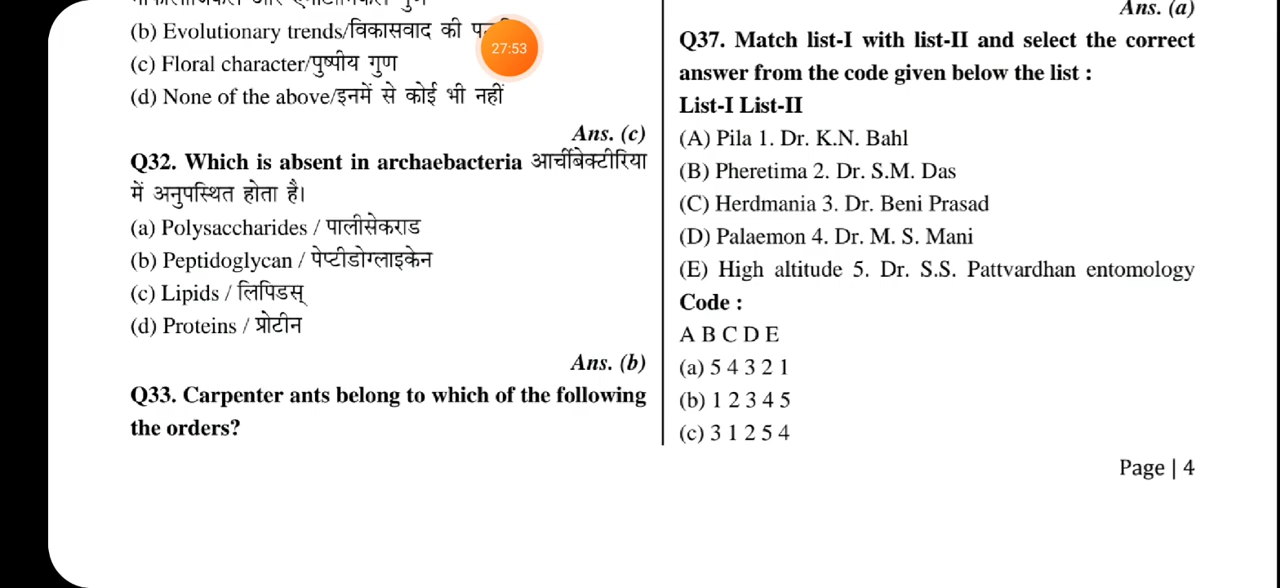 (b) Evolutionary trends/विकासवाद की
(c) Floral character/पुष्पीय गुण
(d) None of the above/इनमें से कोई भी नहीं
Ans. (c)
Q32. Which is absent in archaebacteria आर्चीबेक्टीरिया
में अनुपस्थित होता है।
(a) Polysaccharides / पालीसेकराड
(b) Peptidoglycan / पेप्टीडोग्लाइकेन
(c) Lipids / लिपिडस्
(d) Proteins / प्रोटीन
Ans. (b)
Q33. Carpenter ants belong to which of the following
the orders?
27:53
Ans. (a)
Q37. Match list-I with list-II and select the correct
answer from the code given below the list :
List-I List-II
(A) Pila 1. Dr. K.N. Bahl
(B) Pheretima 2. Dr. S.M. Das
(C) Herdmania 3. Dr. Beni Prasad
(D) Palaemon 4. Dr. M. S. Mani
(E) High altitude 5. Dr. S.S. Pattvardhan entomology
Code :
A B C D E
(a) 5 4 3 2 1
(b) 1 2 3 4 5
(c) 3 1 2 5 4
Page | 4